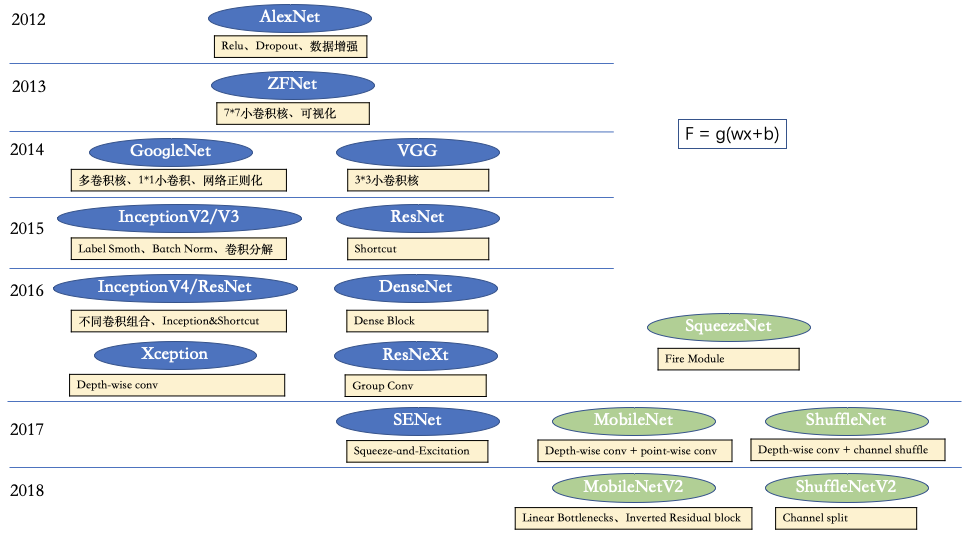 2012
AlexNet
Relu、Dropout、数据增强
2013
ZFNet
7*7小卷积核、可视化
F = g(wx+b)
2014
GoogleNet
VGG
多卷积核、1*1小卷积、网络正则化
3*3小卷积核
2015
InceptionV2/V3
ResNet
Label Smoth、Batch Norm、卷积分解
Shortcut
2016
InceptionV4/ResNet
DenseNet
不同卷积组合、Inception&Shortcut
Dense Block
SqueezeNet
Fire Module
Xception
ResNeXt
Depth-wise conv
Group Conv
2017
SENet
MobileNet
ShuffleNet
Squeeze-and-Excitation
Depth-wise conv + point-wise conv
Depth-wise conv + channel shuffle
2018
MobileNetV2
ShuffleNetV2
Linear Bottlenecks、Inverted Residual block
Channel split